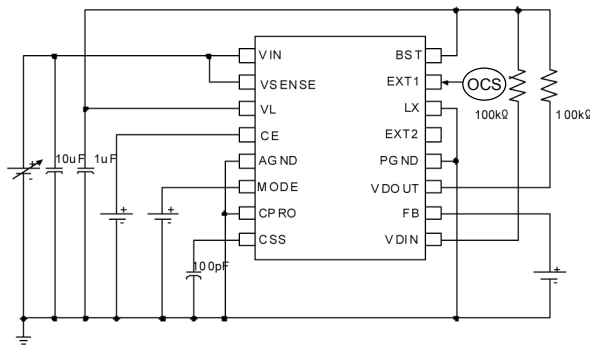 VIN
BST
VSENSE
EXT1
OCS
VL
LX
100kΩ
100kΩ
CE
EXT2
10uF
1uF
AGND
PGND
MODE
VDOUT
CPRO
FB
CSS
VDIN
100pF